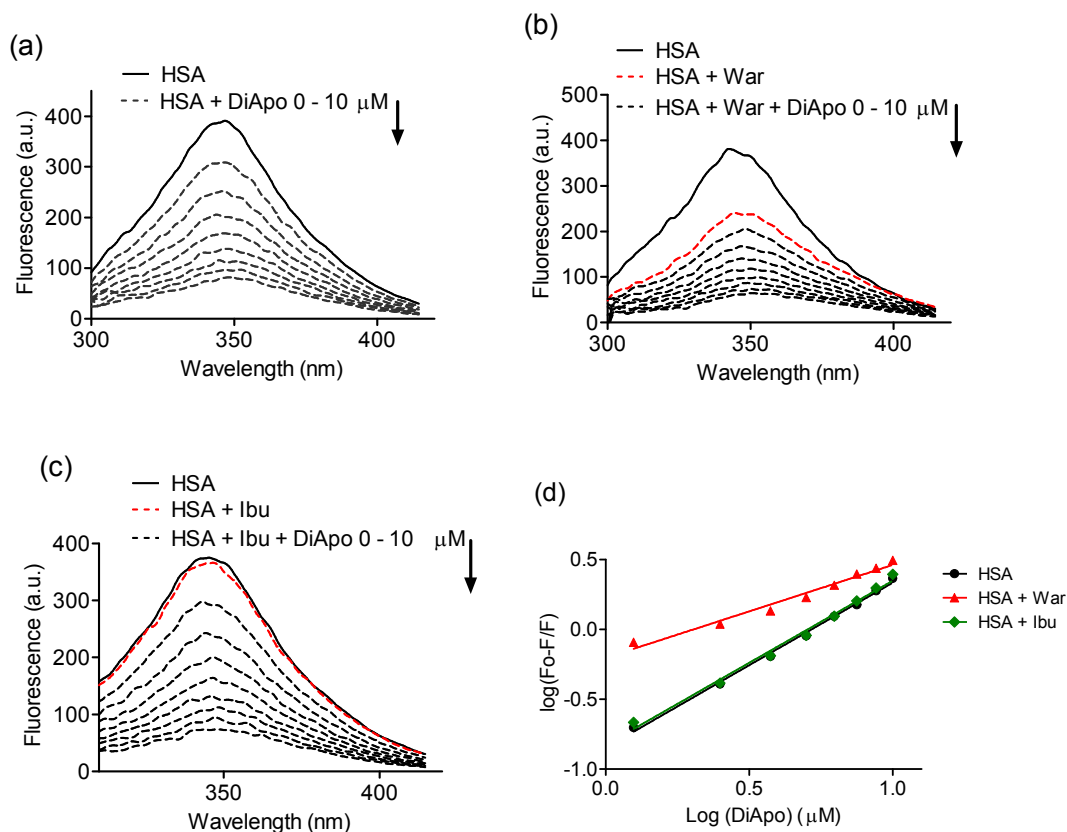 (a)
HSA
HSA + DiApo 0 - 10 μM
Fluorescence (a.u.)
400
300
200
100
0
300
350
400
Wavelength (nm)
(b)
HSA
HSA + War
HSA + War + DiApo 0 - 10 μM
Fluorescence (a.u.)
500
400
300
200
100
0
300
350
400
Wavelength (nm)
(c)
HSA
HSA + Ibu
HSA + Ibu + DiApo 0 - 10 μM
Fluorescence (a.u.)
400
300
200
100
0
350
400
Wavelength (nm)
(d)
log(Fo-F/F)
0.5
0.0
-0.5
-1.0
0.0
0.5
1.0
Log (DiApo) (μM)
HSA
HSA + War
HSA + Ibu